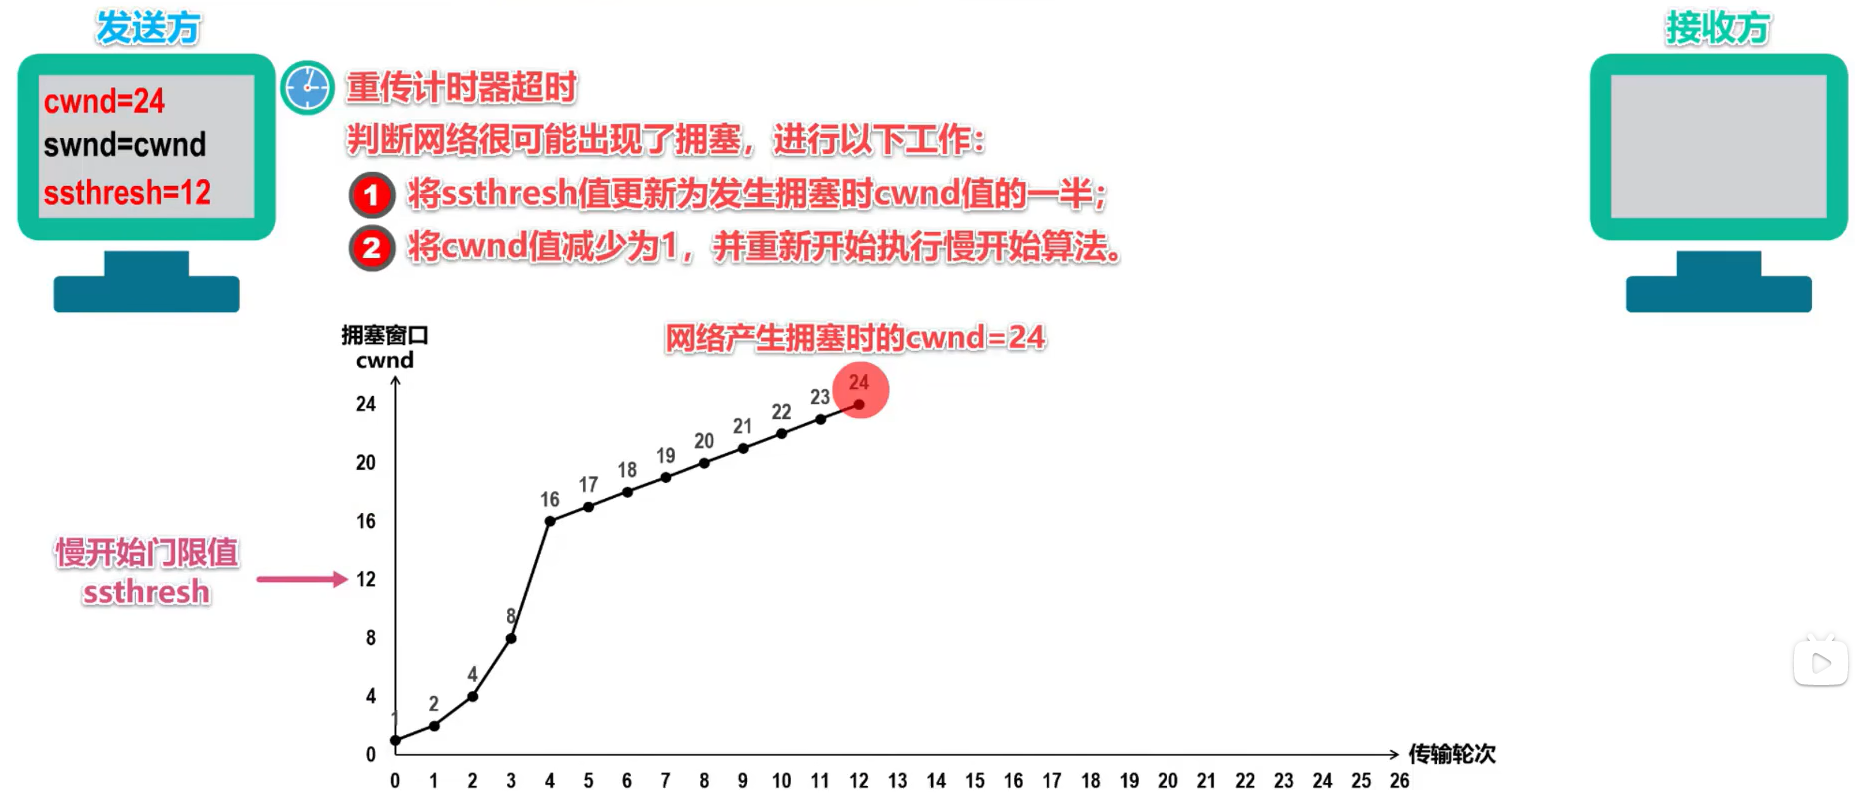 发送方
接收方
cwnd=24
swnd=cwnd
ssthresh=12
重传计时器超时
判断网络很可能出现了拥塞，进行以下工作：
1 将ssthresh值更新为发生拥塞时cwnd值的一半；
2 将cwnd值减少为1，并重新开始执行慢开始算法。
拥塞窗口
cwnd
网络产生拥塞时的cwnd=24
24
20
16
12
8
4
0
慢开始门限值
ssthresh
1
2
4
8
16
17
18
19
20
21
22
23
24
传输轮次
0 1 2 3 4 5 6 7 8 9 10 11 12 13 14 15 16 17 18 19 20 21 22 23 24 25 26